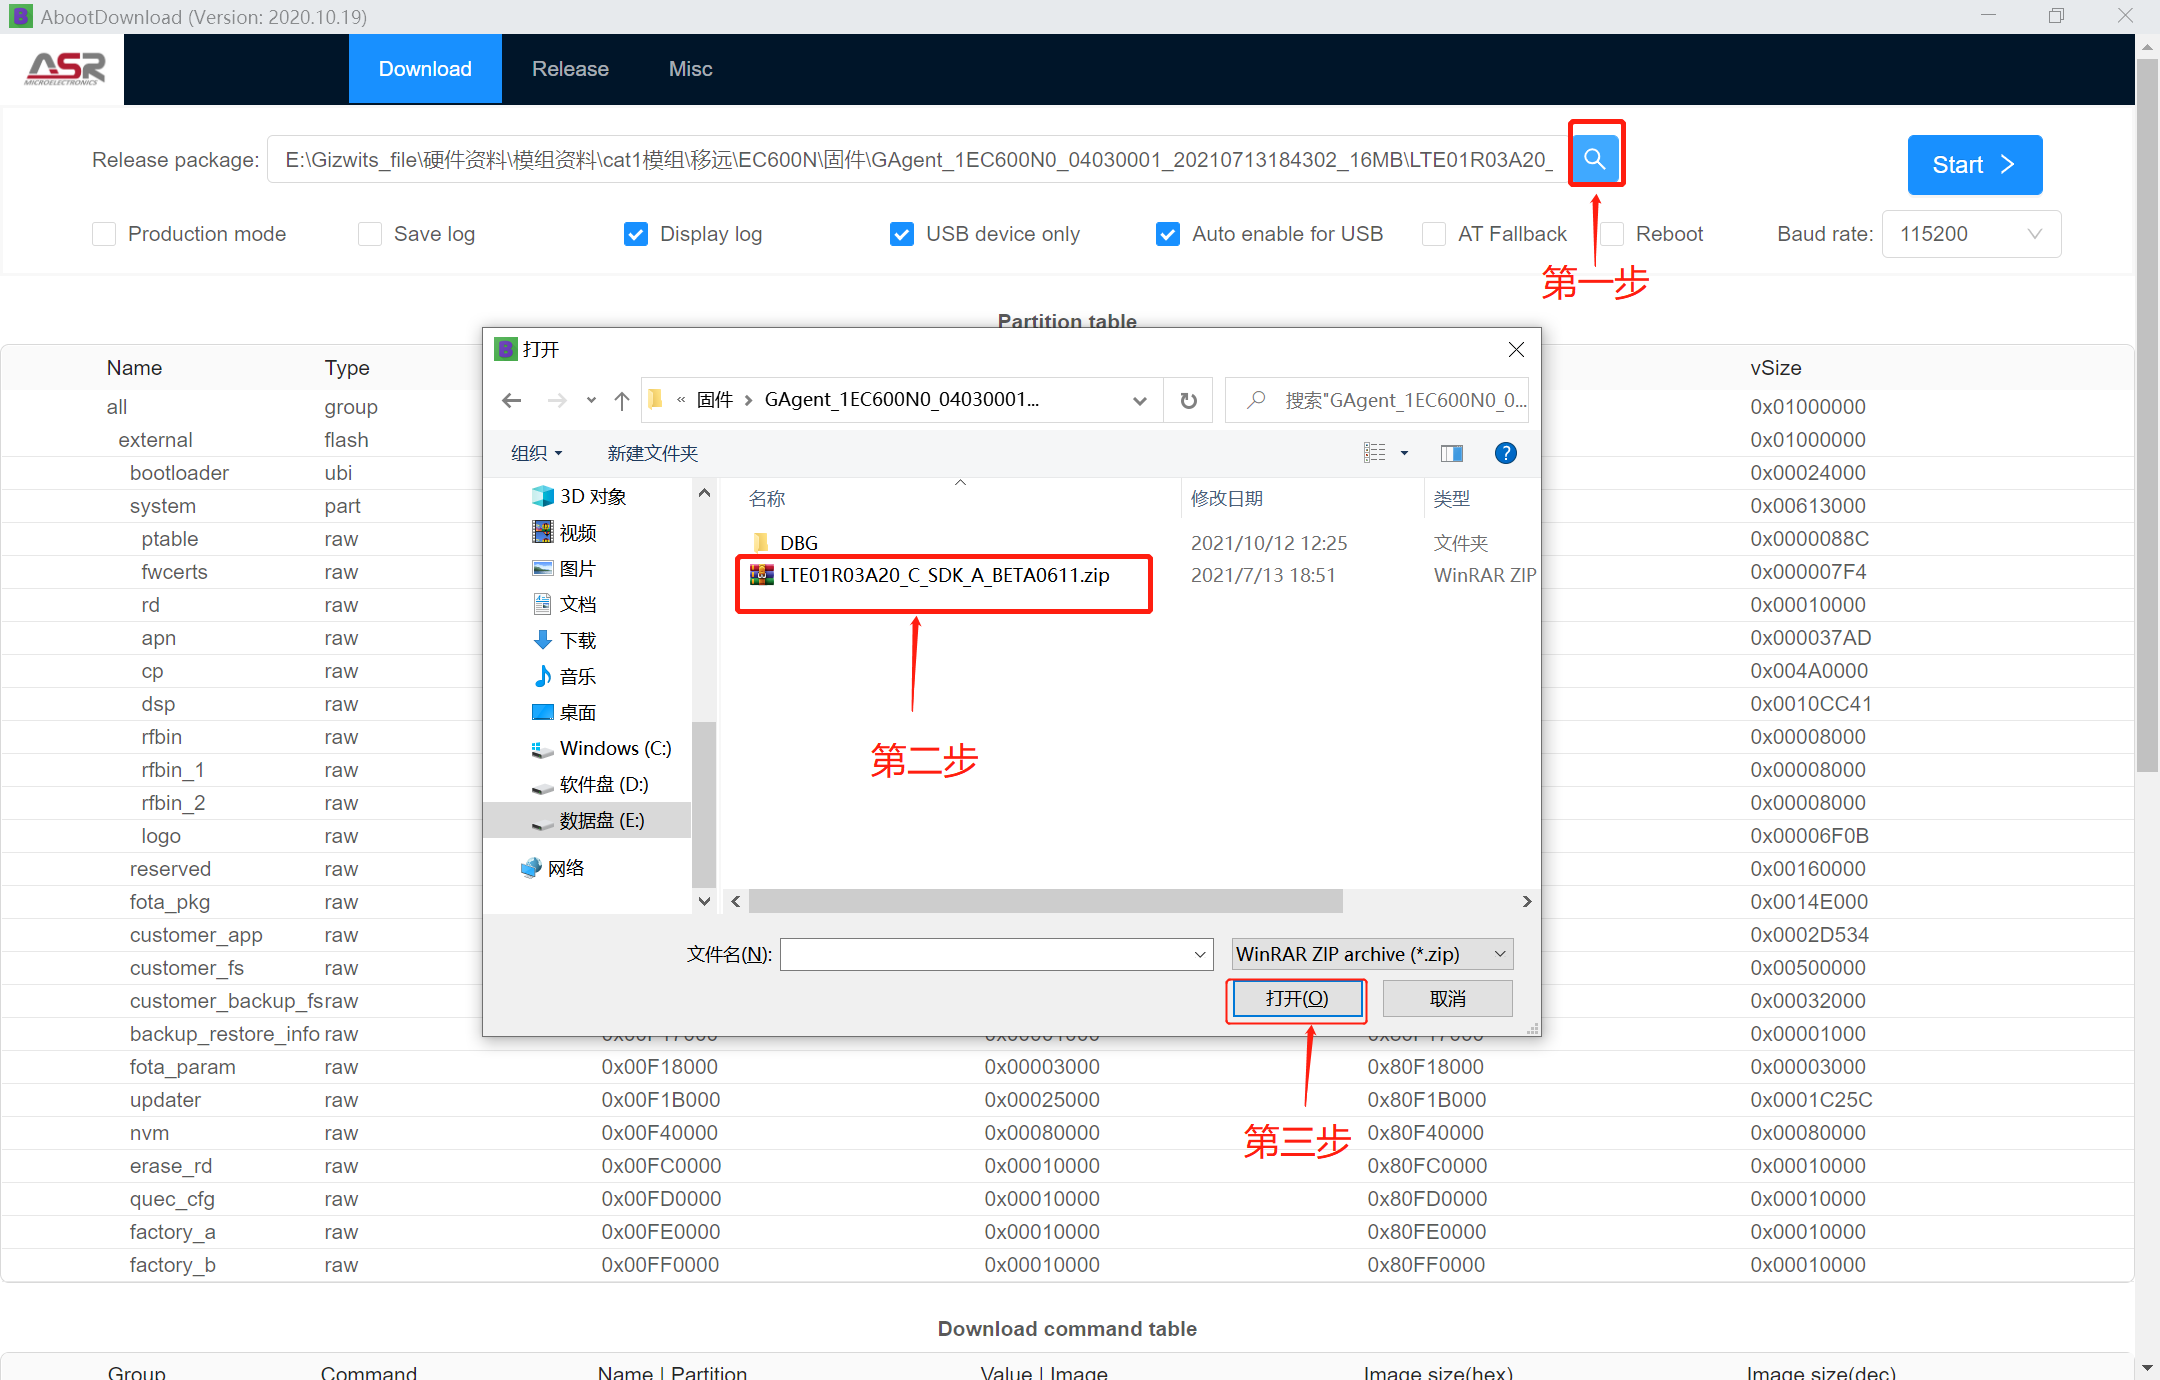 AbootDownload (Version: 2020.10.19)
ASR
MICROELECTRONICS
Download
Release
Misc
Release package:
E:\Gizwits_file\硬件资料\模组资料\cat1模组\移远\EC600N\固件\GAgent_1EC600N0_04030001_20210713184302_16MB\LTE01R03A20_
Start
Production mode
Save log
Display log
USB device only
Auto enable for USB
AT Fallback
Reboot
Baud rate:
115200
第一步
Partition table
Name Type vSize
all group 0x01000000
external flash 0x01000000
bootloader ubi 0x00024000
system part 0x00613000
ptable raw 0x0000088C
fwcerts raw 0x000007F4
rd raw 0x00010000
apn raw 0x000037AD
cp raw 0x004A0000
dsp raw 0x0010CC41
rfbin raw 0x00008000
rfbin_1 raw 0x00008000
rfbin_2 raw 0x00008000
logo raw 0x00006F0B
reserved raw 0x00160000
fota_pkg raw 0x0014E000
customer_app raw 0x0002D534
customer_fs raw 0x00500000
customer_backup_fs raw 0x00032000
backup_restore_info raw 0x00001000
fota_param raw 0x00F18000 0x00003000 0x80F18000 0x00003000
updater raw 0x00F1B000 0x00025000 0x80F1B000 0x0001C25C
nvm raw 0x00F40000 0x00080000 0x80F40000 0x00080000
erase_rd raw 0x00FC0000 0x00010000 0x80FC0000 0x00010000
quec_cfg raw 0x00FD0000 0x00010000 0x80FD0000 0x00010000
factory_a raw 0x00FE0000 0x00010000 0x80FE0000 0x00010000
factory_b raw 0x00FF0000 0x00010000 0x80FF0000 0x00010000
打开
« 固件 › GAgent_1EC600N0_04030001...
搜索"GAgent_1EC600N0_0...
组织
新建文件夹
3D 对象
视频
图片
文档
下载
音乐
桌面
Windows (C:)
软件盘 (D:)
数据盘 (E:)
网络
名称 修改日期 类型
DBG 2021/10/12 12:25 文件夹
LTE01R03A20_C_SDK_A_BETA0611.zip 2021/7/13 18:51 WinRAR ZIP
第二步
文件名(N):
WinRAR ZIP archive (*.zip)
打开(O)
取消
第三步
Download command table
Group Command Name | Partition Value | Image Image size(hex) Image size(dec)